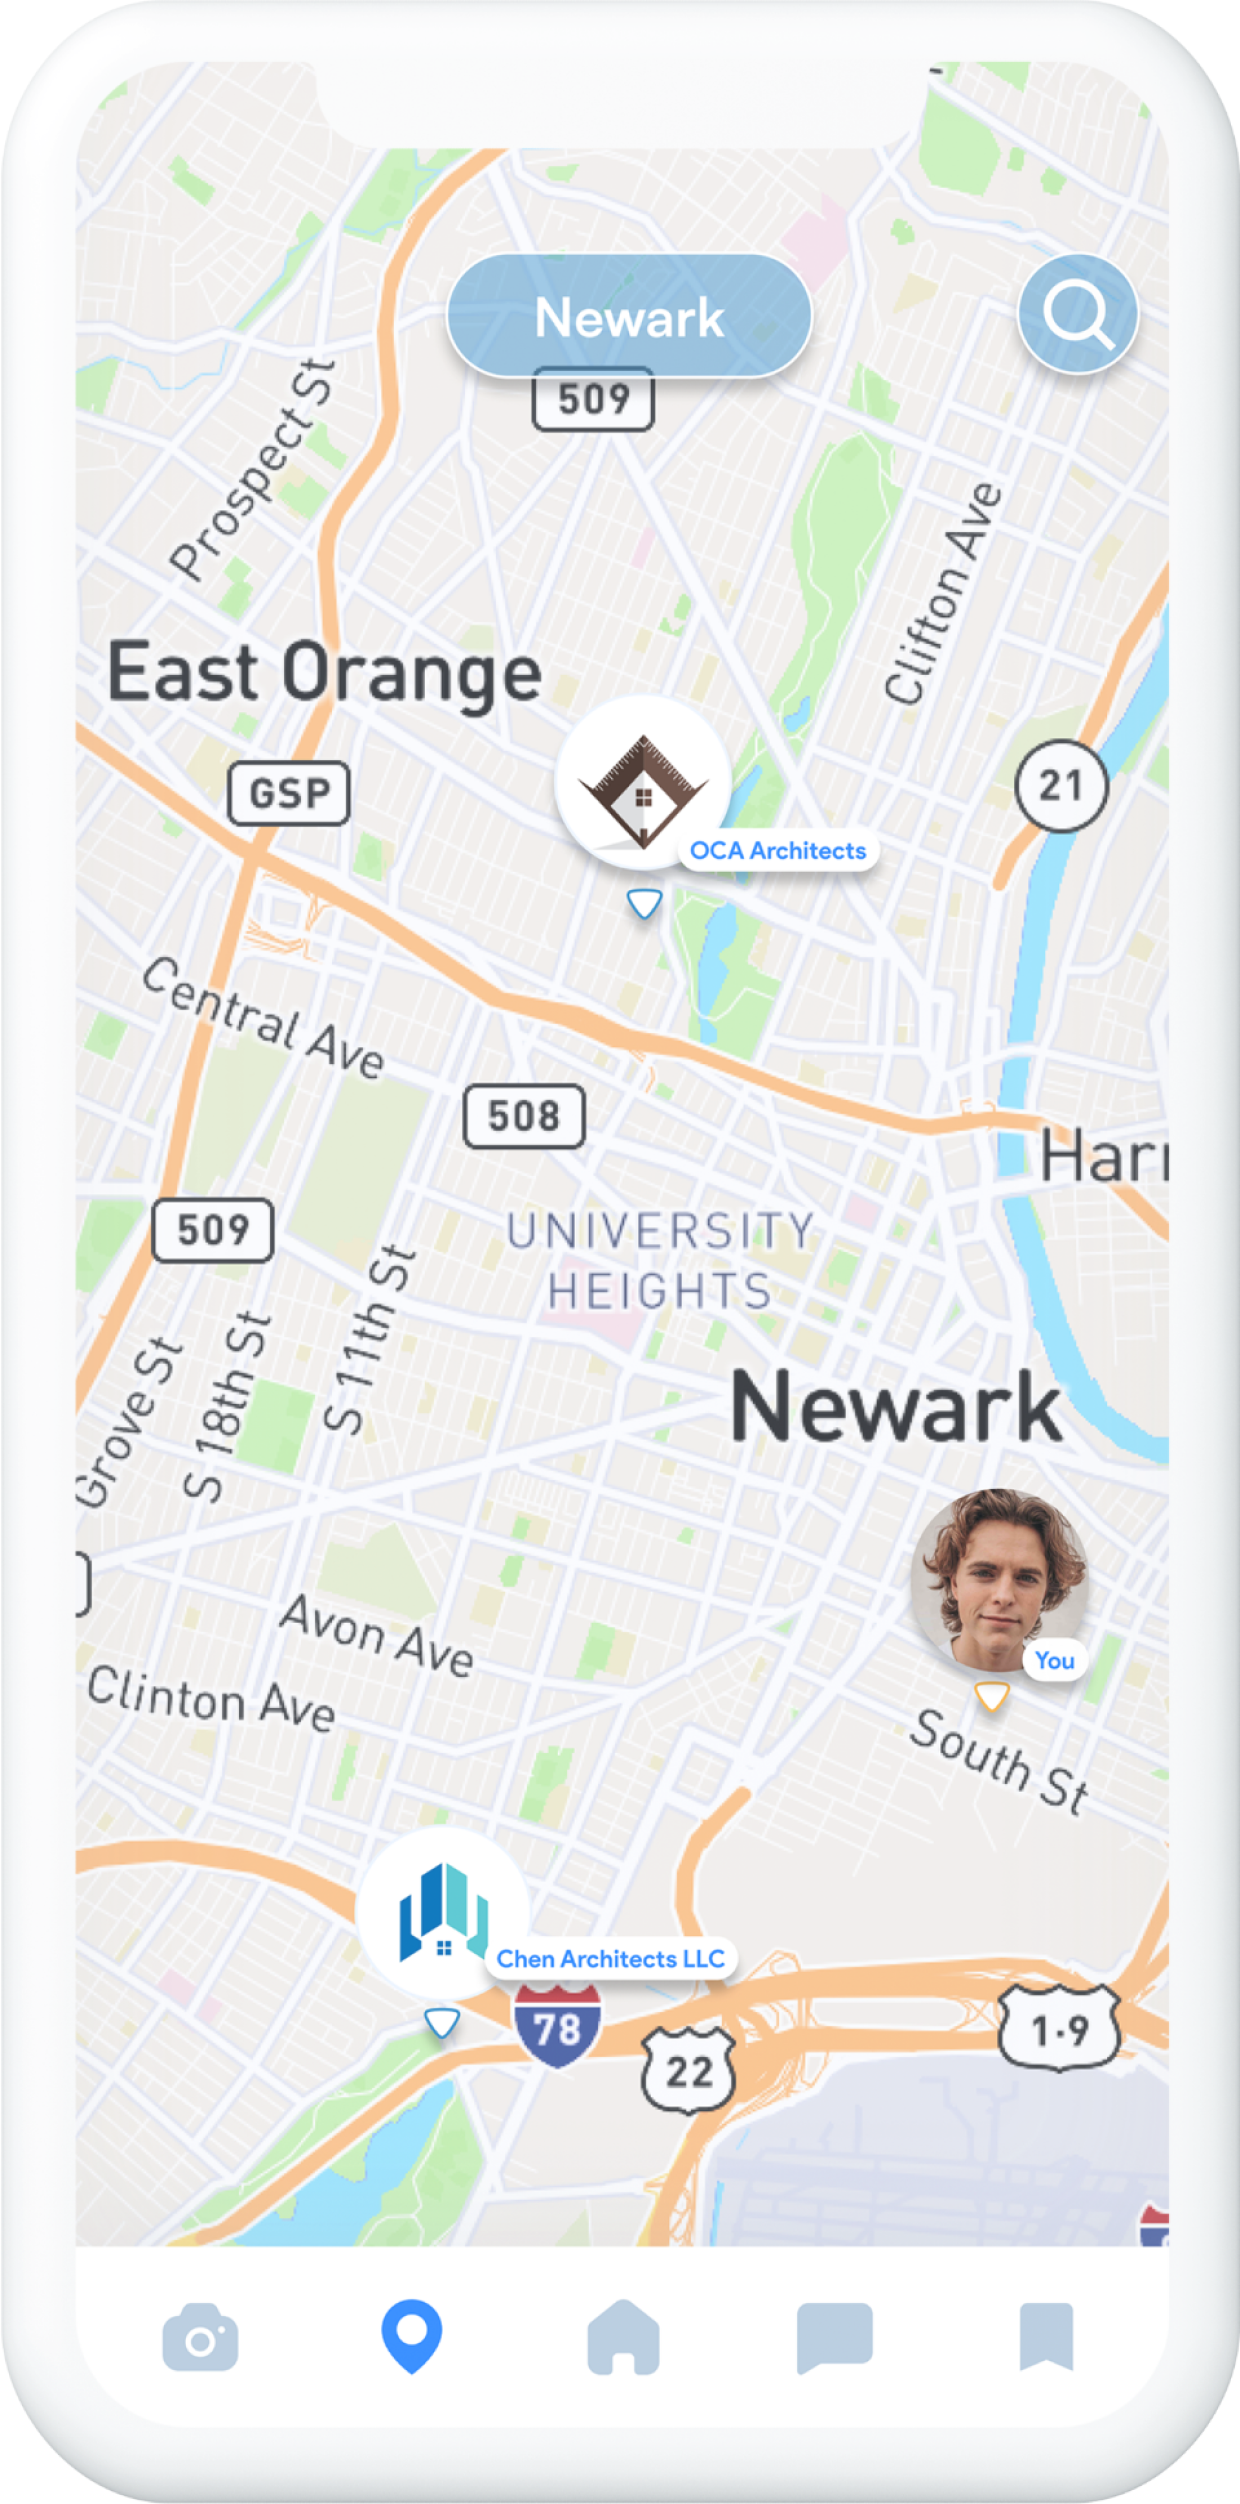 Newark
509
Prospect St
Clifton Ave
East Orange
GSP
21
OCA Architects
Central Ave
508
Harr
509
UNIVERSITY
HEIGHTS
S 11th St
S 18th St
Grove St
Newark
You
Avon Ave
Clinton Ave
South St
Chen Architects LLC
78
1·9
22